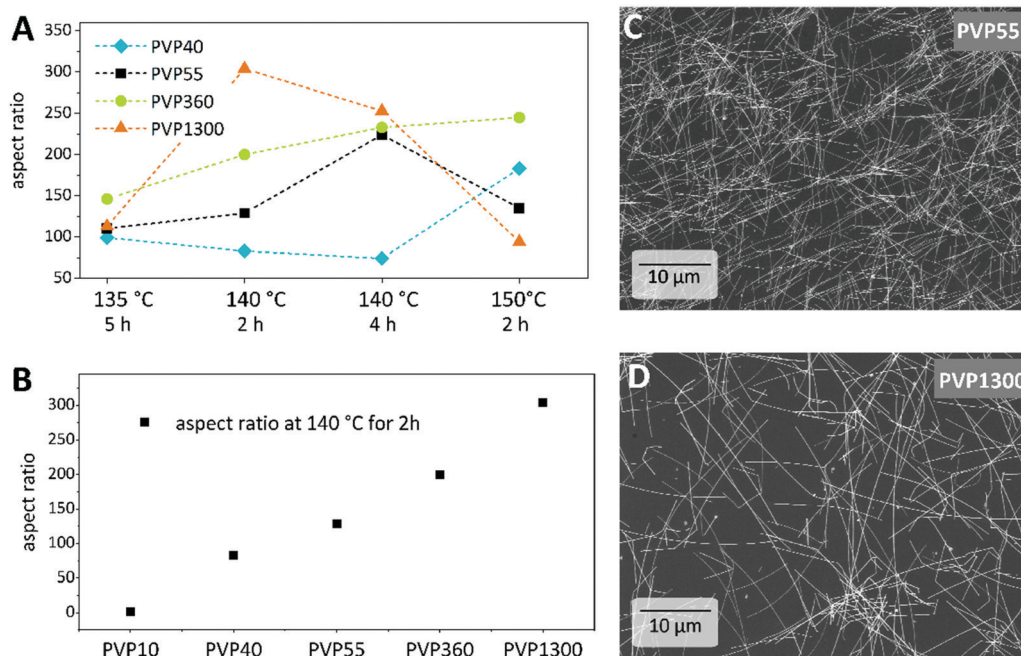 A
350
300
250
200
150
100
50
aspect ratio
PVP40
PVP55
PVP360
PVP1300
135 °C
5 h
140 °C
2 h
140 °C
4 h
150°C
2 h
B
300
250
200
150
100
50
0
aspect ratio
aspect ratio at 140 °C for 2h
PVP10
PVP40
PVP55
PVP360
PVP1300
C
PVP55
10 µm
D
PVP1300
10 µm